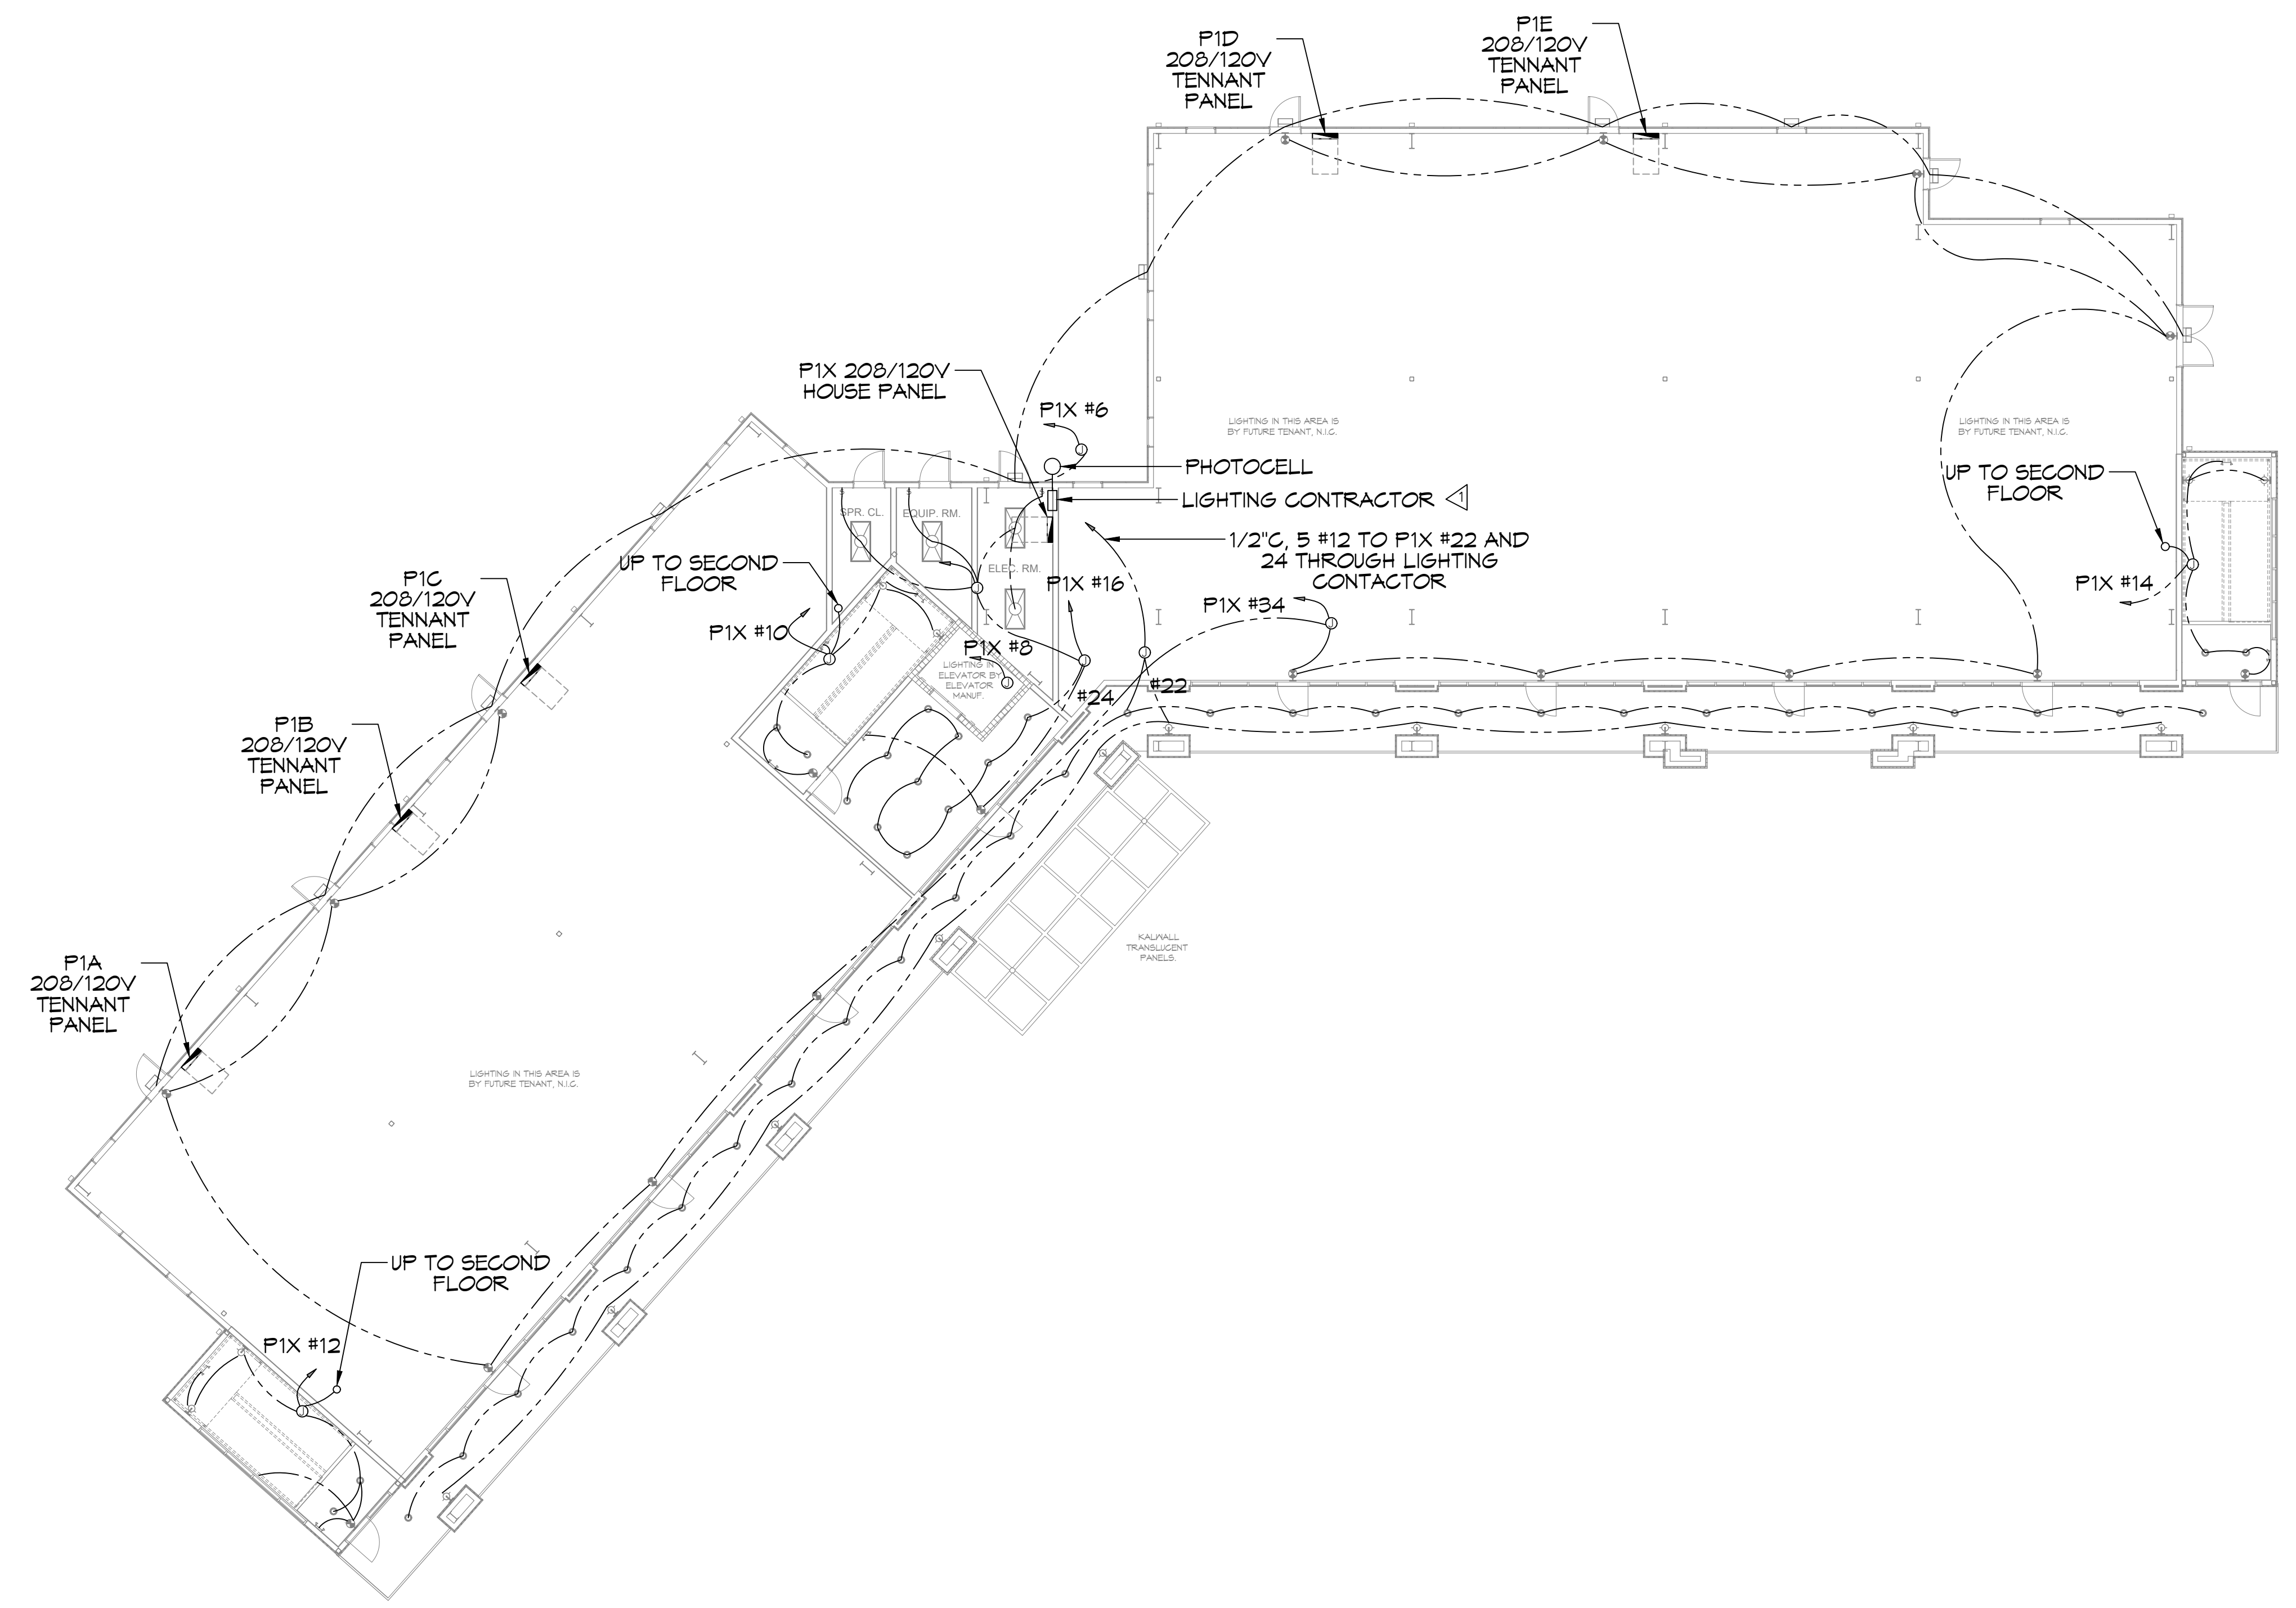 P1D
208/120V
TENNANT
PANEL
P1E
208/120V
TENNANT
PANEL
P1X 208/120V
HOUSE PANEL
P1X #6
LIGHTING IN THIS AREA IS
BY FUTURE TENANT, N.I.C.
LIGHTING IN THIS AREA IS
BY FUTURE TENANT, N.I.C.
PHOTOCELL
LIGHTING CONTRACTOR
1
UP TO SECOND
FLOOR
SPR. CL.
EQUIP. RM.
ELEC. RM.
1/2"C, 5 #12 TO P1X #22 AND
24 THROUGH LIGHTING
CONTACTOR
UP TO SECOND
FLOOR
P1C
208/120V
TENNANT
PANEL
P1X #16
P1X #14
P1X #34
P1X #10
P1X #8
LIGHTING IN
ELEVATOR BY
ELEVATOR
MANUF.
#24
#22
P1B
208/120V
TENNANT
PANEL
KALWALL
TRANSLUCENT
PANELS.
P1A
208/120V
TENNANT
PANEL
LIGHTING IN THIS AREA IS
BY FUTURE TENANT, N.I.C.
UP TO SECOND
FLOOR
P1X #12